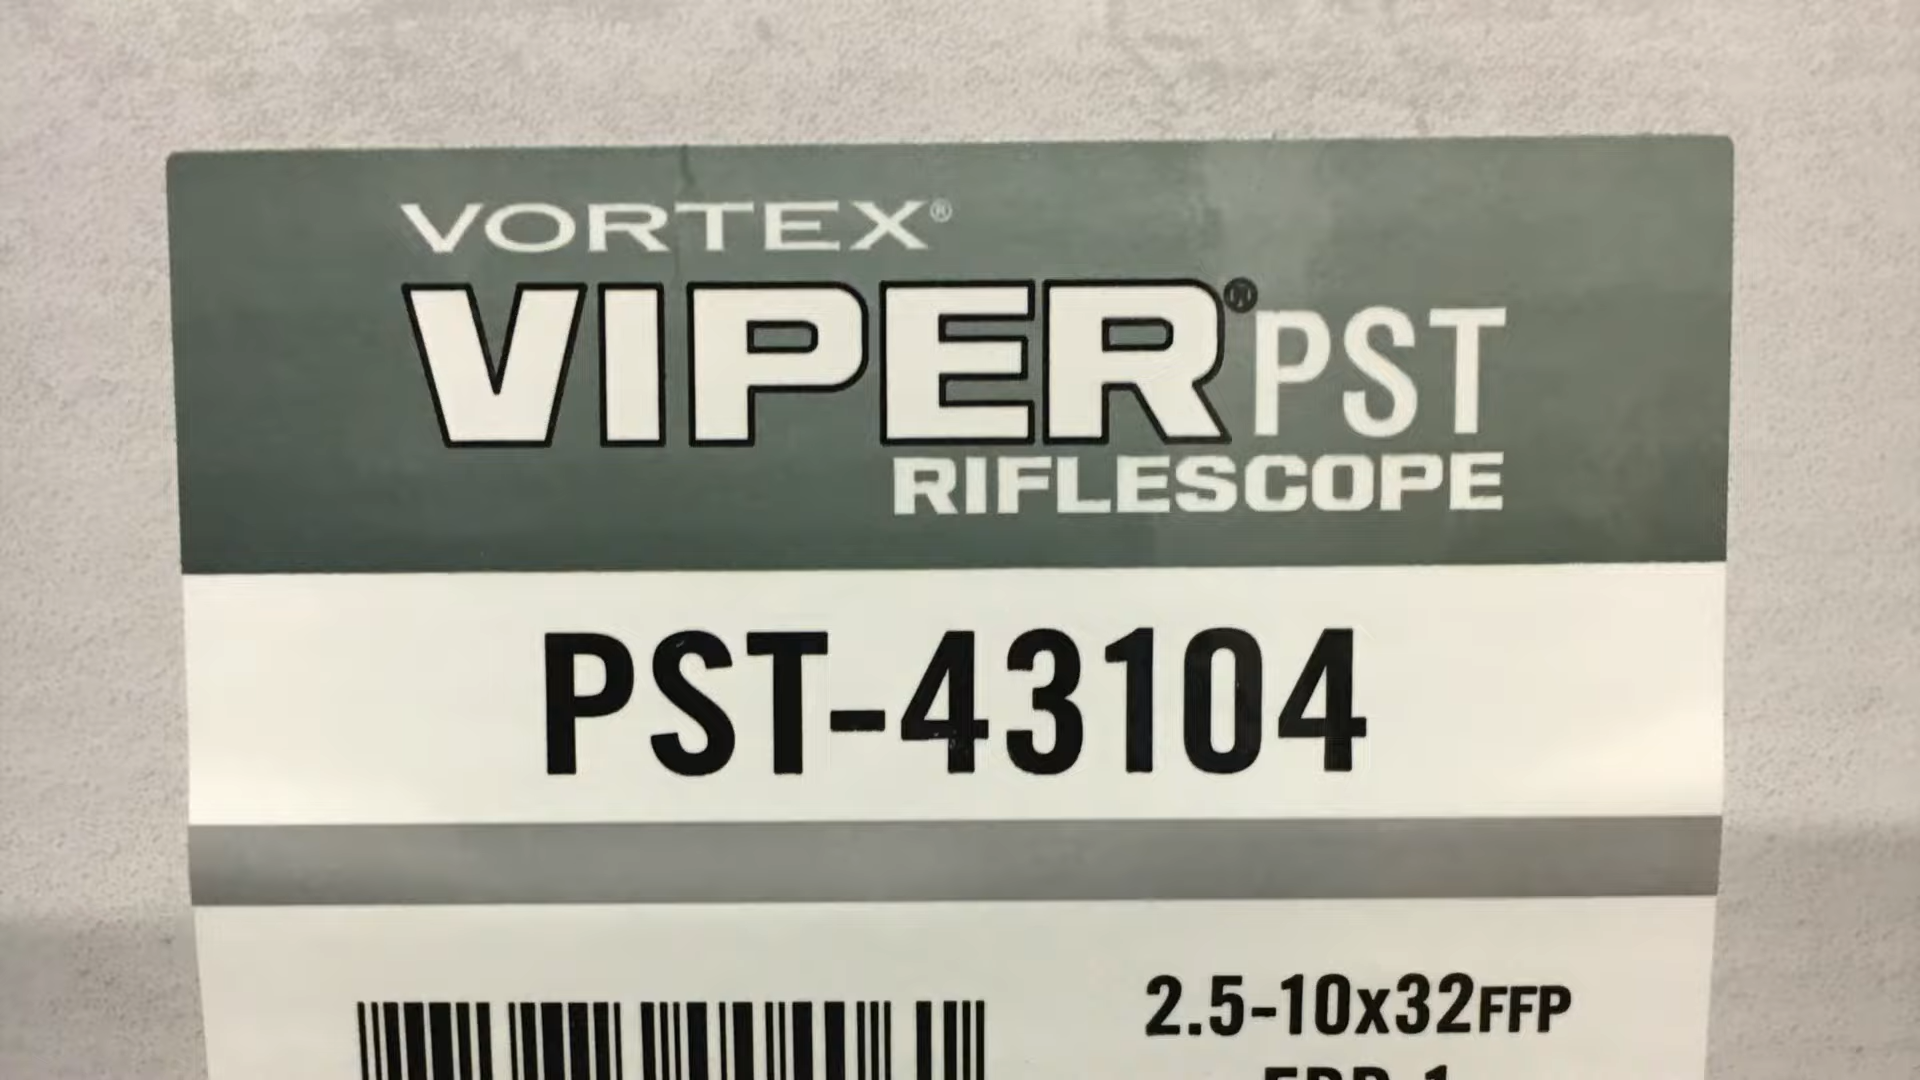 VORTEX®
VIPER® PST
RIFLESCOPE
PST-43104
2.5-10x32FFP